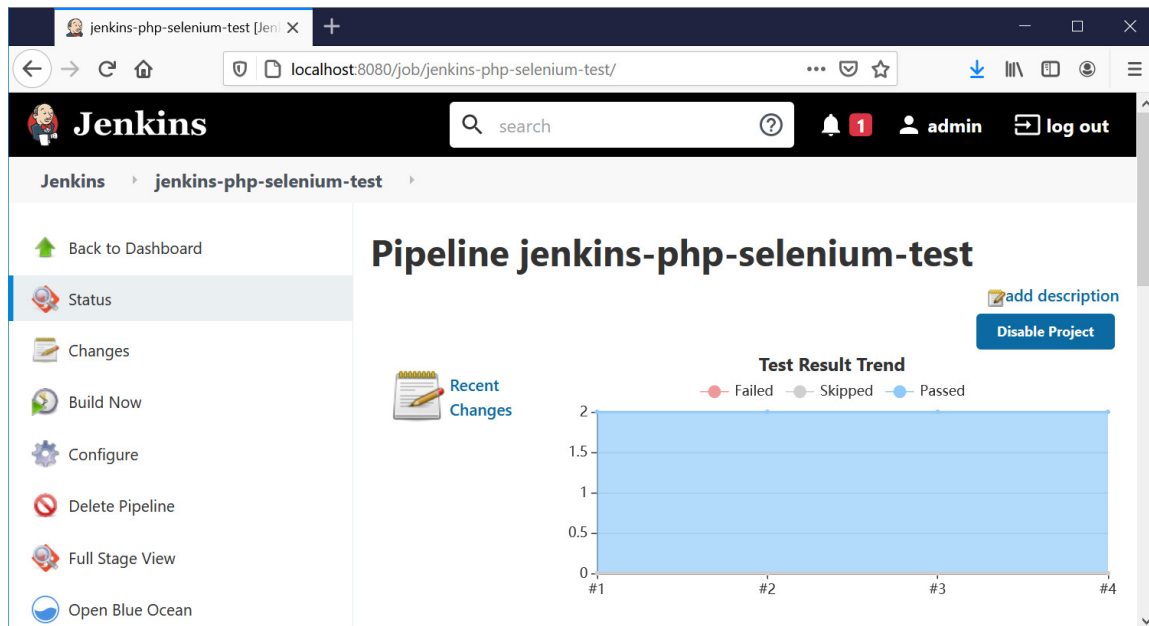 jenkins-php-selenium-test [Jen
localhost:8080/job/jenkins-php-selenium-test/
Jenkins
search
1
admin
log out
Jenkins
jenkins-php-selenium-test
Back to Dashboard
Status
Changes
Build Now
Configure
Delete Pipeline
Full Stage View
Open Blue Ocean
Pipeline jenkins-php-selenium-test
add description
Disable Project
Recent
Changes
Test Result Trend
Failed Skipped Passed
2
1.5
1
0.5
0
#1 #2 #3 #4